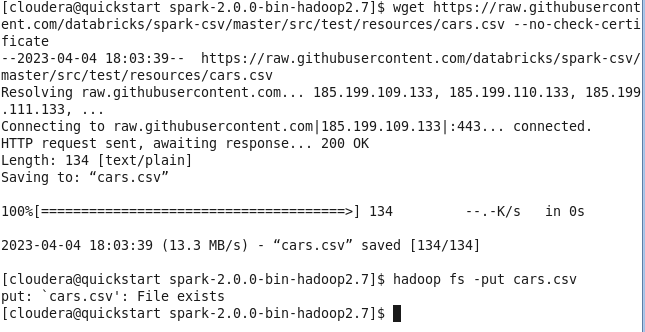 [cloudera@quickstart spark-2.0.0-bin-hadoop2.7]$ wget https://raw.githubusercont
ent.com/databricks/spark-csv/master/src/test/resources/cars.csv --no-check-certi
ficate
--2023-04-04 18:03:39--  https://raw.githubusercontent.com/databricks/spark-csv/
master/src/test/resources/cars.csv
Resolving raw.githubusercontent.com... 185.199.109.133, 185.199.110.133, 185.199
.111.133, ...
Connecting to raw.githubusercontent.com|185.199.109.133|:443... connected.
HTTP request sent, awaiting response... 200 OK
Length: 134 [text/plain]
Saving to: “cars.csv”
100%[======================================>] 134         --.-K/s   in 0s
2023-04-04 18:03:39 (13.3 MB/s) - “cars.csv” saved [134/134]
[cloudera@quickstart spark-2.0.0-bin-hadoop2.7]$ hadoop fs -put cars.csv
put: `cars.csv': File exists
[cloudera@quickstart spark-2.0.0-bin-hadoop2.7]$